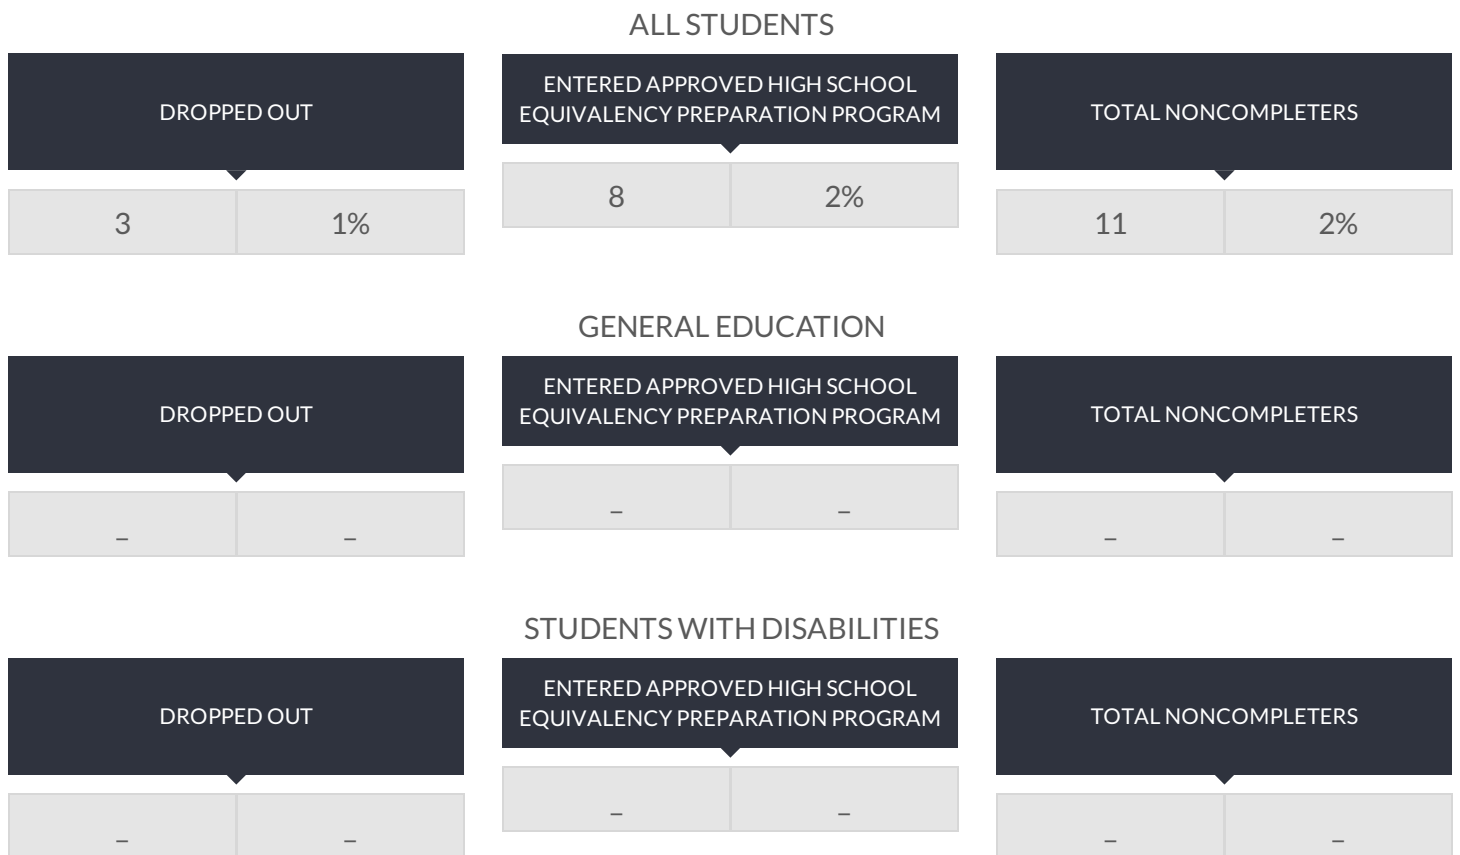 ALL STUDENTS
DROPPED OUT
ENTERED APPROVED HIGH SCHOOL
EQUIVALENCY PREPARATION PROGRAM
TOTAL NONCOMPLETERS
3 1%
8 2%
11 2%
GENERAL EDUCATION
DROPPED OUT
ENTERED APPROVED HIGH SCHOOL
EQUIVALENCY PREPARATION PROGRAM
TOTAL NONCOMPLETERS
– –
– –
– –
STUDENTS WITH DISABILITIES
DROPPED OUT
ENTERED APPROVED HIGH SCHOOL
EQUIVALENCY PREPARATION PROGRAM
TOTAL NONCOMPLETERS
– –
– –
– –